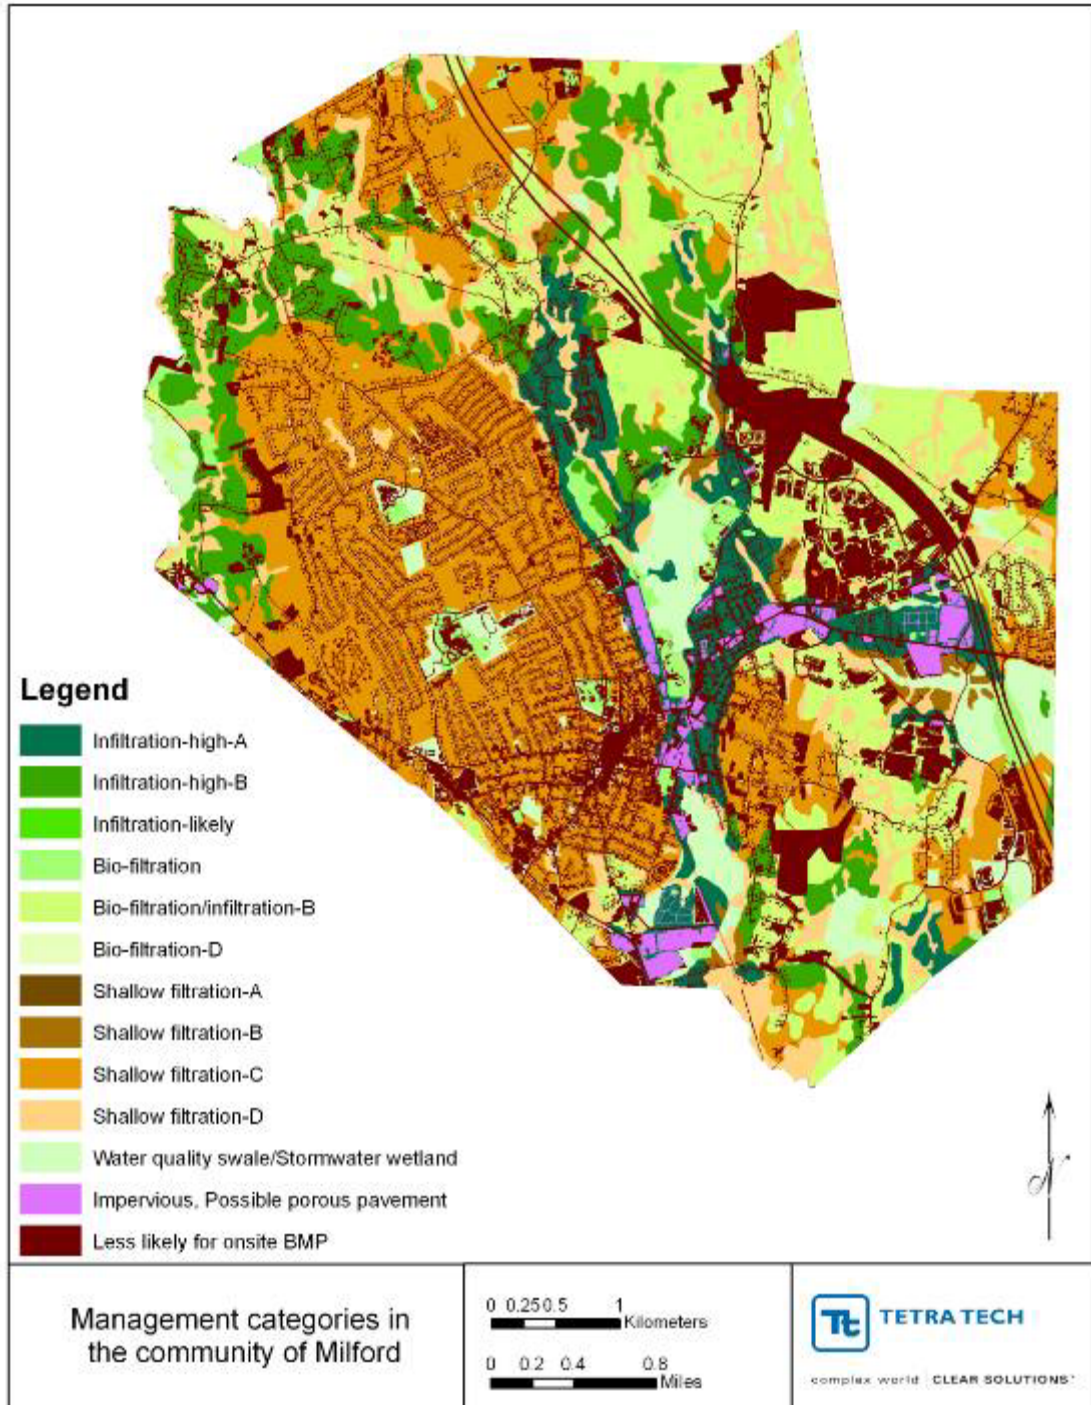 Legend
Infiltration-high-A
Infiltration-high-B
Infiltration-likely
Bio-filtration
Bio-filtration/infiltration-B
Bio-filtration-D
Shallow filtration-A
Shallow filtration-B
Shallow filtration-C
Shallow filtration-D
Water quality swale/Stormwater wetland
Impervious, Possible porous pavement
Less likely for onsite BMP
N
Management categories in
the community of Milford
0 0.25 0.5 1
Kilometers
0 0.2 0.4 0.8
Miles
Tt
TETRA TECH
complex world | CLEAR SOLUTIONS